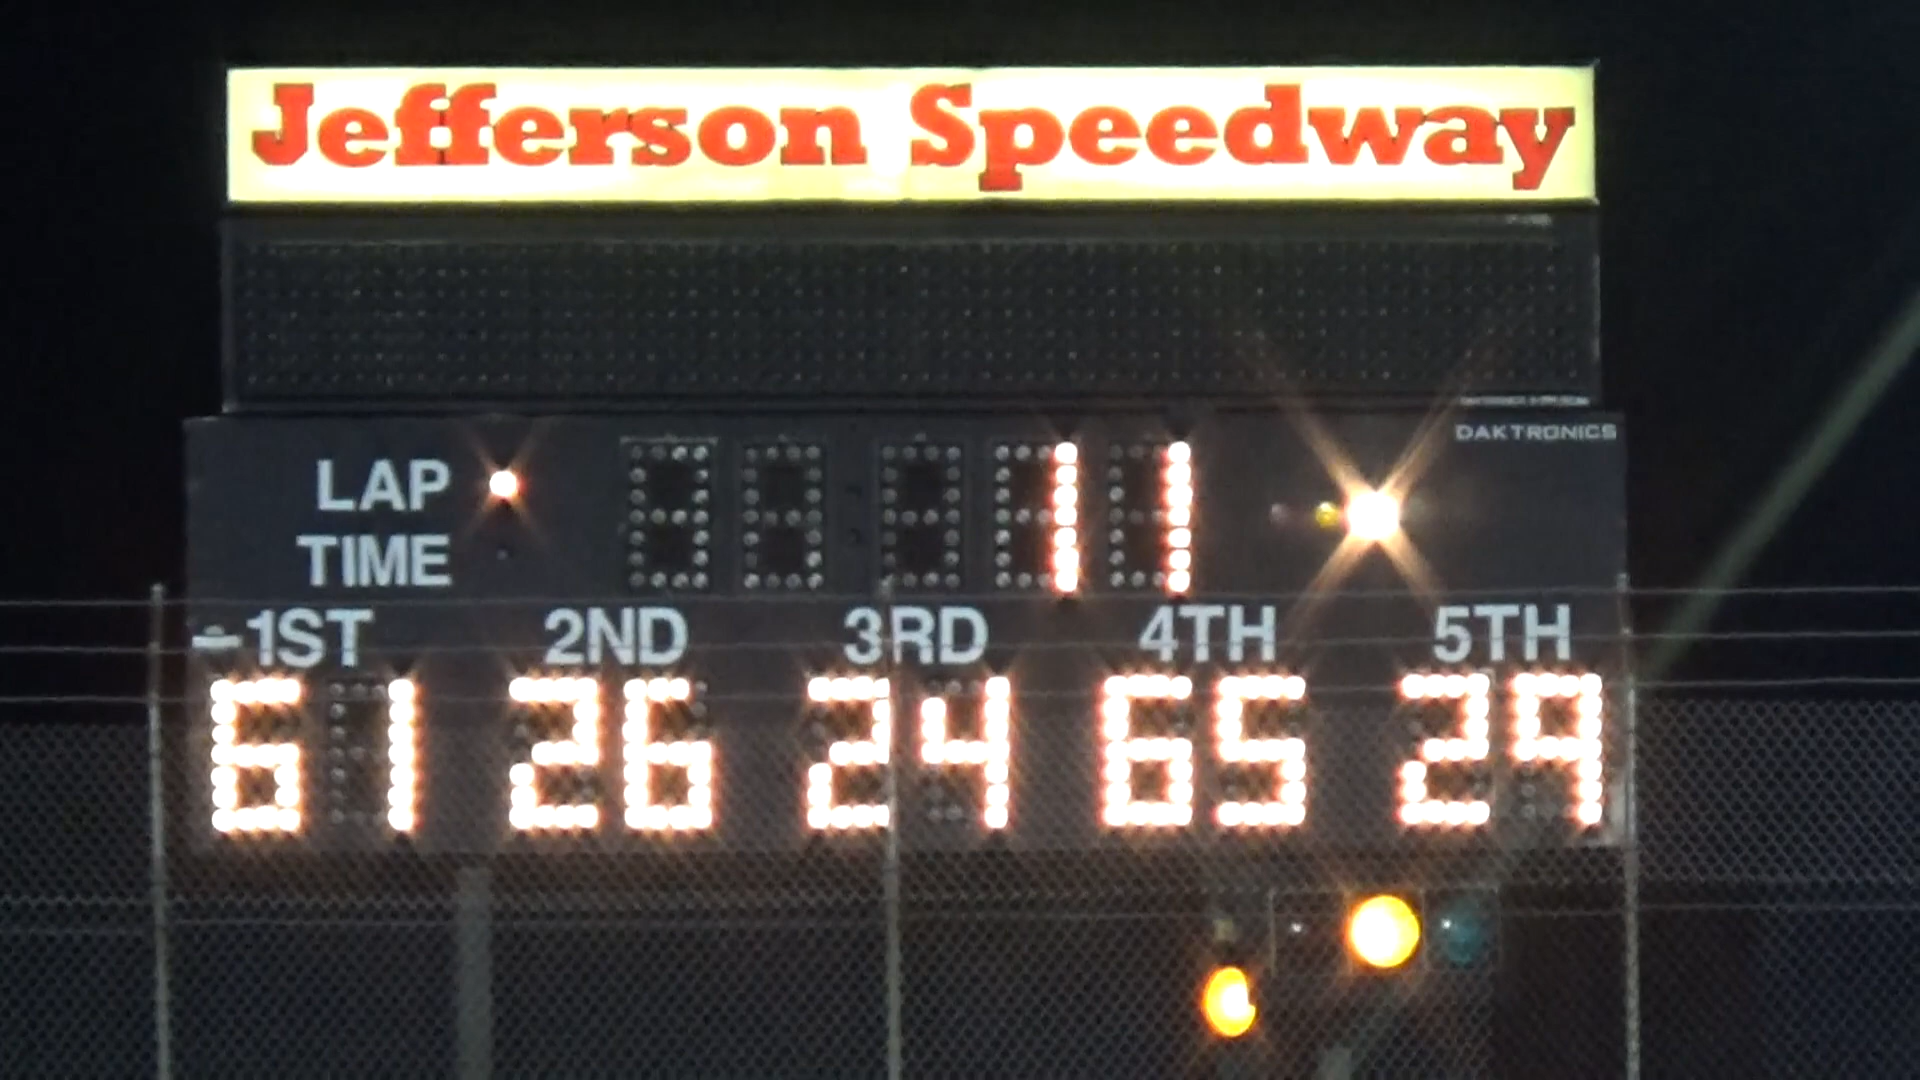 Jefferson Speedway
DAKTRONICS
LAP 11
TIME
1ST 2ND 3RD 4TH 5TH
61 26 24 65 29